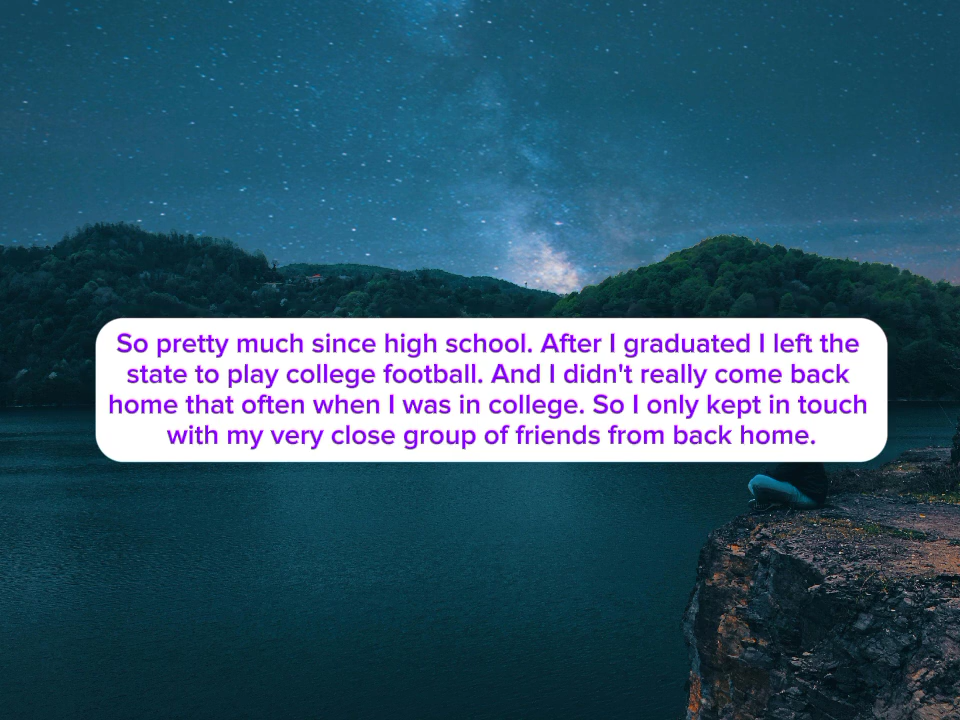 So pretty much since high school. After I graduated I left the
state to play college football. And I didn't really come back
home that often when I was in college. So I only kept in touch
with my very close group of friends from back home.